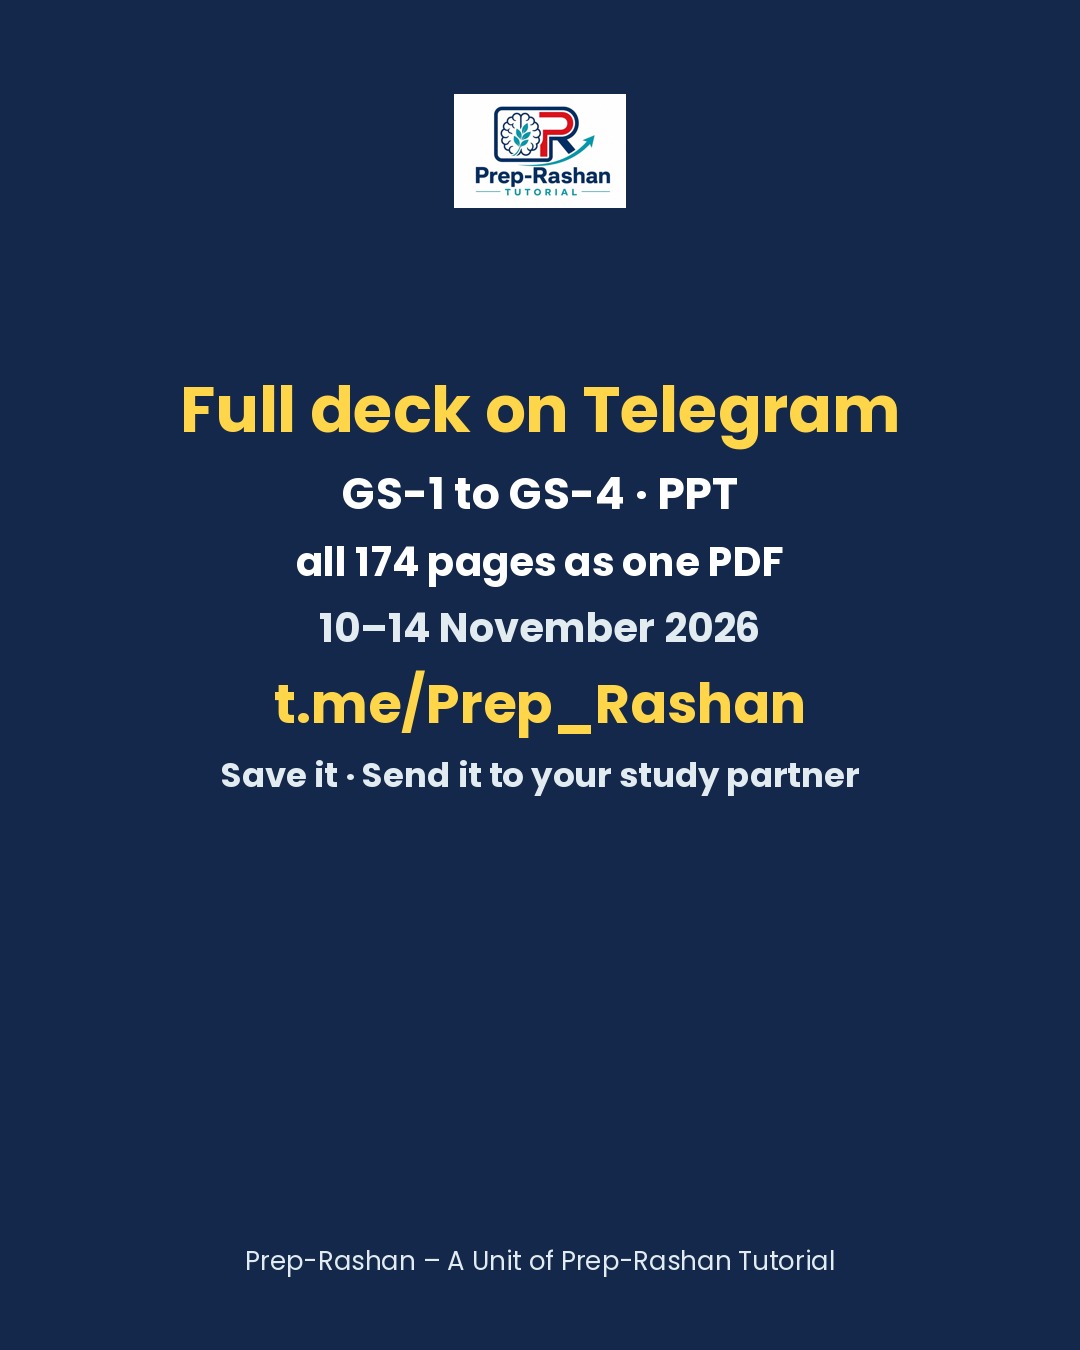 PR
Prep-Rashan
TUTORIAL
Full deck on Telegram
GS-1 to GS-4 · PPT
all 174 pages as one PDF
10–14 November 2026
t.me/Prep_Rashan
Save it · Send it to your study partner
Prep-Rashan – A Unit of Prep-Rashan Tutorial